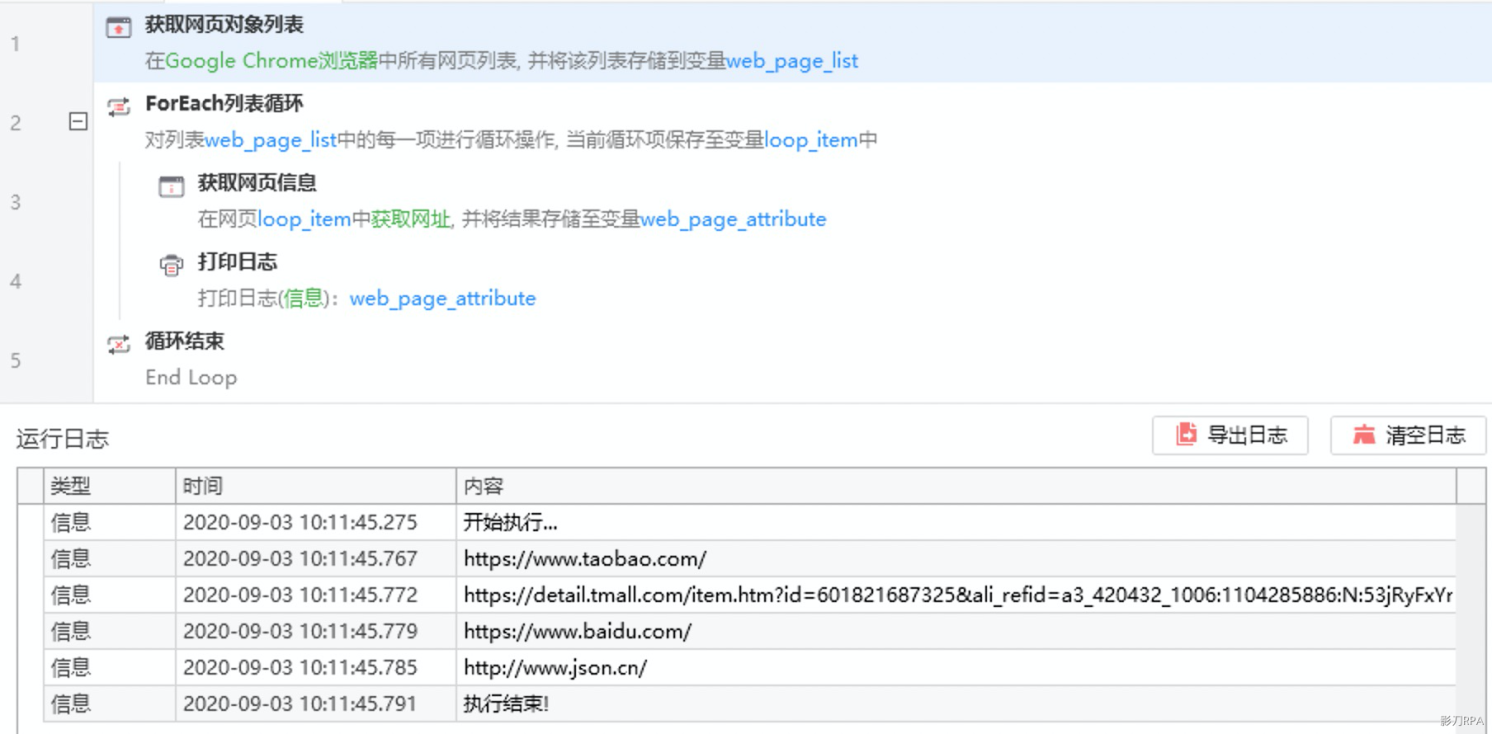 1
获取网页对象列表
在Google Chrome浏览器中所有网页列表, 并将该列表存储到变量web_page_list
2
ForEach列表循环
对列表web_page_list中的每一项进行循环操作, 当前循环项保存至变量loop_item中
3
获取网页信息
在网页loop_item中获取网址, 并将结果存储至变量web_page_attribute
4
打印日志
打印日志(信息): web_page_attribute
5
循环结束
End Loop
运行日志 导出日志 清空日志
类型 时间 内容
信息 2020-09-03 10:11:45.275 开始执行...
信息 2020-09-03 10:11:45.767 https://www.taobao.com/
信息 2020-09-03 10:11:45.772 https://detail.tmall.com/item.htm?id=601821687325&ali_refid=a3_420432_1006:1104285886:N:53jRyFxYr
信息 2020-09-03 10:11:45.779 https://www.baidu.com/
信息 2020-09-03 10:11:45.785 http://www.json.cn/
信息 2020-09-03 10:11:45.791 执行结束!
影刀RPA